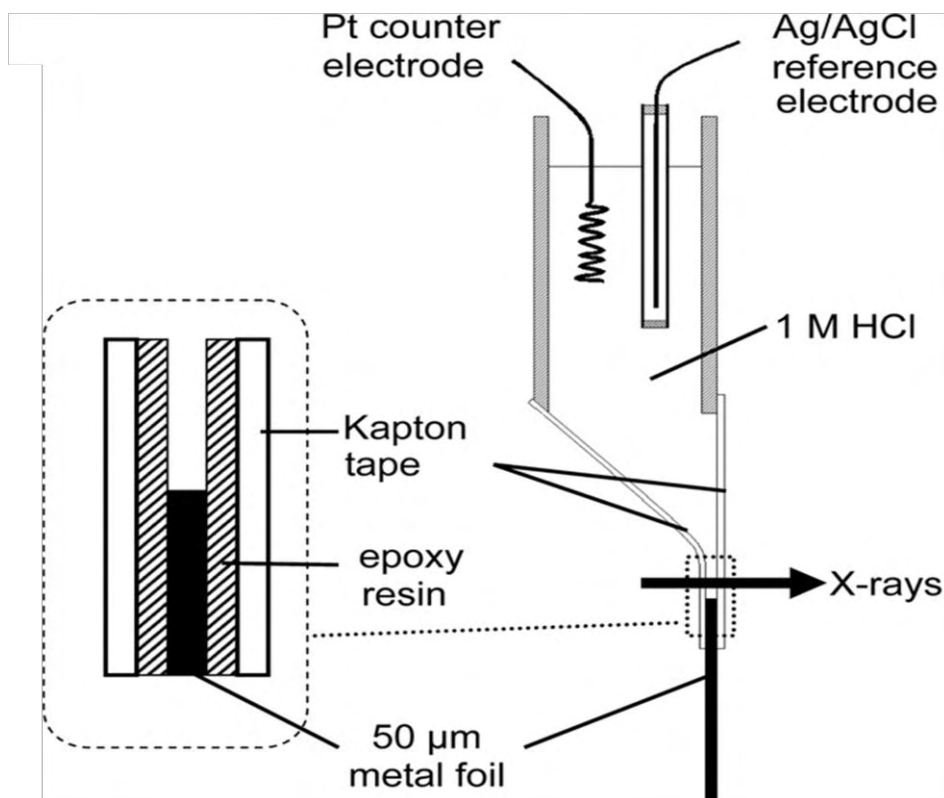 Pt counter
electrode
Ag/AgCl
reference
electrode
1 M HCl
Kapton
tape
epoxy
resin
X-rays
50 µm
metal foil